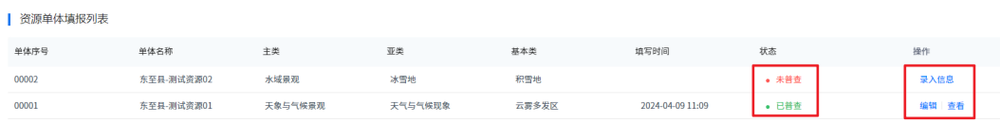 资源单体填报列表
单体序号 单体名称 主类 亚类 基本类 填写时间 状态 操作
00002 东至县-测试资源02 水域景观 冰雪地 积雪地 未普查 录入信息
00001 东至县-测试资源01 天象与气候景观 天气与气候现象 云雾多发区 2024-04-09 11:09 已普查 编辑 查看